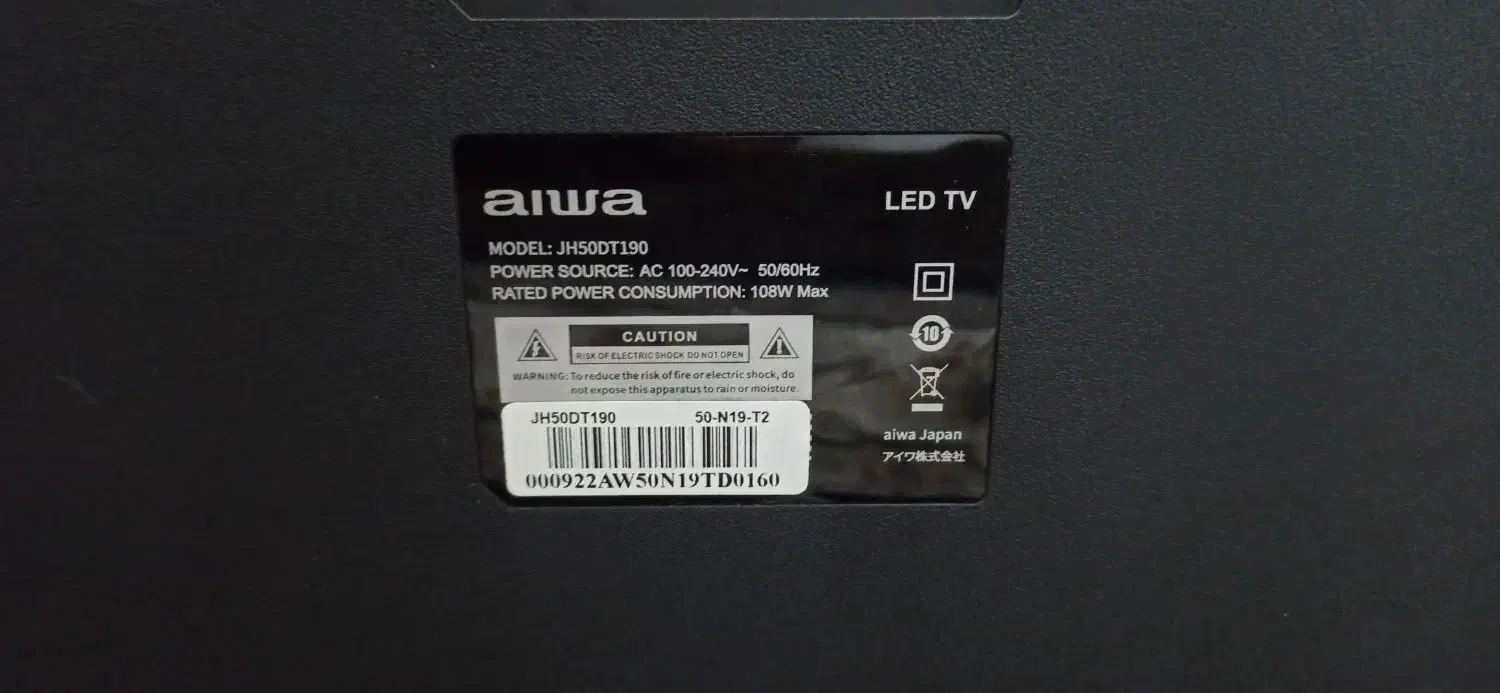 aiwa
LED TV
MODEL: JH50DT190
POWER SOURCE: AC 100-240V~ 50/60Hz
RATED POWER CONSUMPTION: 108W Max
CAUTION
RISK OF ELECTRIC SHOCK DO NOT OPEN
WARNING: To reduce the risk of fire or electric shock, do
not expose this apparatus to rain or moisture.
10
JH50DT190 50-N19-T2
000922AW50N19TD0160
aiwa Japan
アイワ株式会社